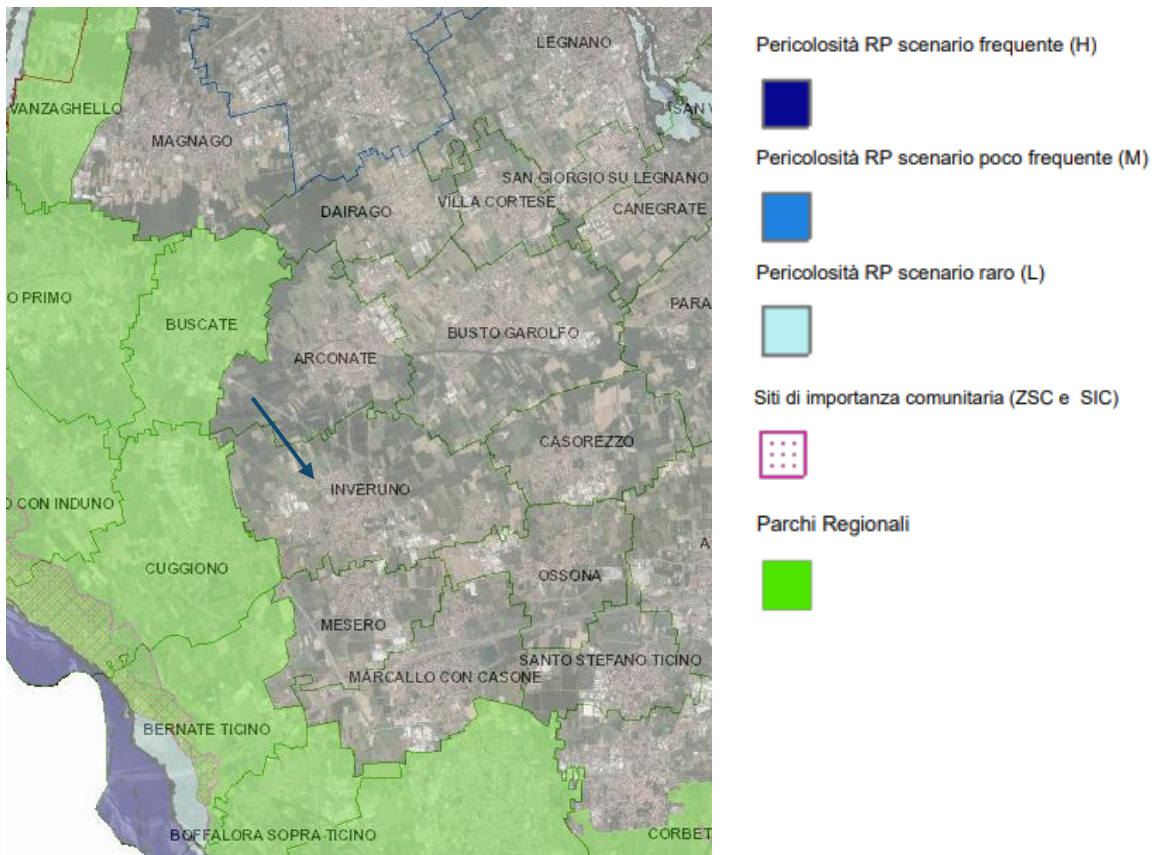 LEGNANO
VANZAGHELLO
SAN V
MAGNAGO
SAN GIORGIO SU LEGNANO
VILLA CORTESE
DAIRAGO
CANEGRATE
O PRIMO
PARA
BUSCATE
BUSTO GAROLFO
ARCONATE
CASOREZZO
INVERUNO
O CON INDUNO
A
CUGGIONO
OSSONA
MESERO
SANTO STEFANO TICINO
MARCALLO CON CASONE
BERNATE TICINO
BOFFALORA SOPRA TICINO
CORBET
Pericolosità RP scenario frequente (H)
Pericolosità RP scenario poco frequente (M)
Pericolosità RP scenario raro (L)
Siti di importanza comunitaria (ZSC e SIC)
Parchi Regionali